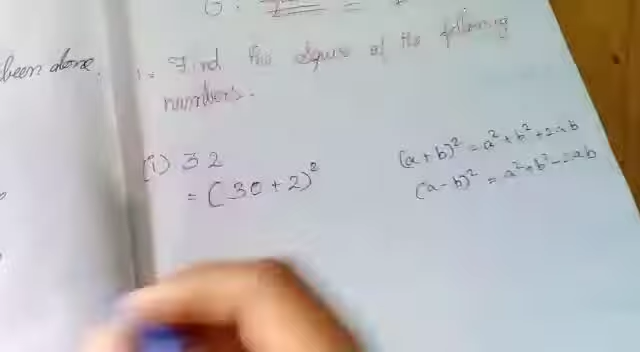 been alone.
1. Find the square of the following
numbers.
(i) 32
= (30+2)²
(a+b)² = a²+b²+2ab
(a-b)² = a²+b²-2ab